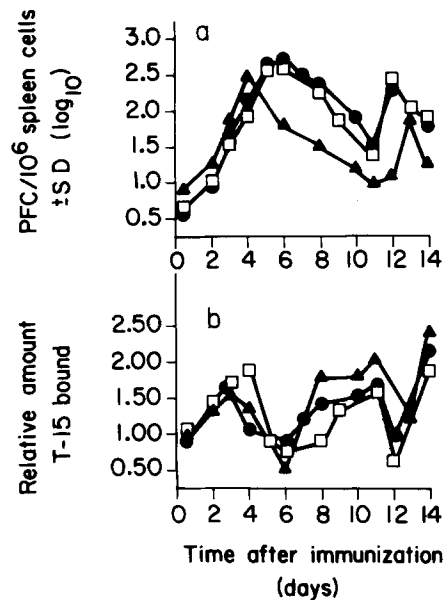 a
PFC/10⁶ spleen cells
±S D (log₁₀)
3.0
2.5
2.0
1.5
1.0
0.5
0 2 4 6 8 10 12 14
b
Relative amount
T-15 bound
2.50
2.00
1.50
1.00
0.50
0 2 4 6 8 10 12 14
Time after immunization
(days)